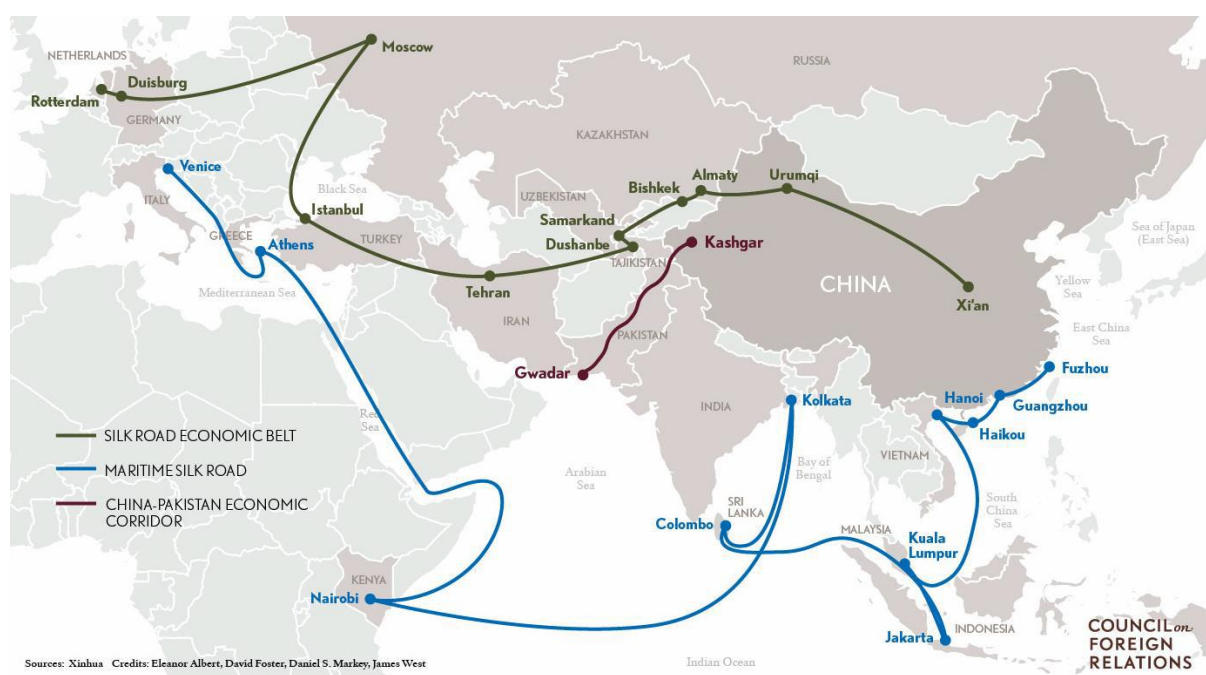 NETHERLANDS
Moscow
RUSSIA
Duisburg
Rotterdam
GERMANY
KAZAKHSTAN
Venice
Almaty
Urumqi
Black Sea
Bishkek
ITALY
UZBEKISTAN
Istanbul
Samarkand
GREECE
TURKEY
Sea of Japan
(East Sea)
Athens
Dushanbe
Kashgar
TAJIKISTAN
CHINA
Mediterranean Sea
Tehran
Yellow
Sea
Xi'an
IRAN
PAKISTAN
East China
Sea
Gwadar
Fuzhou
Red
Sea
INDIA
Kolkata
Hanoi
Guangzhou
Haikou
SILK ROAD ECONOMIC BELT
MARITIME SILK ROAD
CHINA-PAKISTAN ECONOMIC
CORRIDOR
Arabian
Sea
Bay of
Bengal
VIETNAM
SRI
LANKA
South
China
Sea
Colombo
MALAYSIA
Kuala
Lumpur
KENYA
Nairobi
Jakarta
INDONESIA
Indian Ocean
COUNCIL on
FOREIGN
RELATIONS
Sources: Xinhua Credits: Eleanor Albert, David Foster, Daniel S. Markey, James West